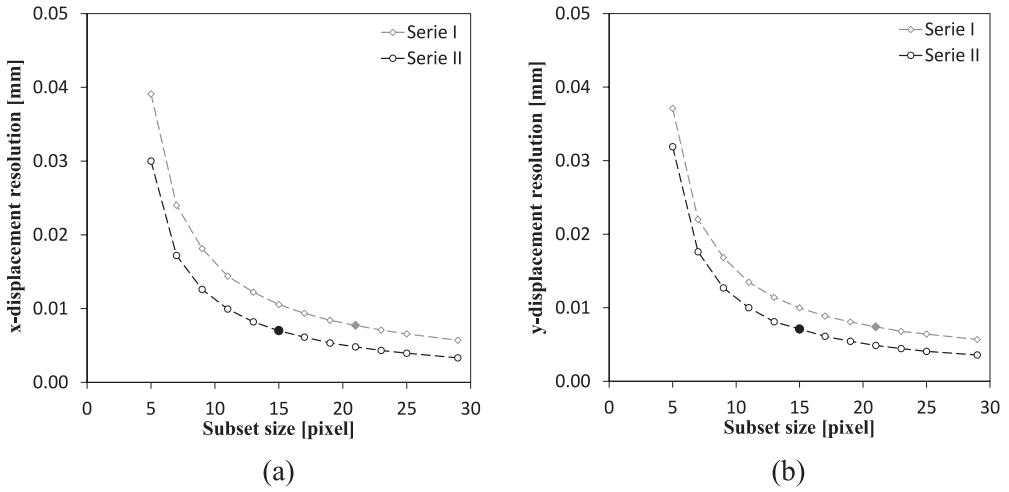 x-displacement resolution [mm]
0.05
0.04
0.03
0.02
0.01
0.00
0 5 10 15 20 25 30
Subset size [pixel]
Serie I
Serie II
(a)
y-displacement resolution [mm]
0.05
0.04
0.03
0.02
0.01
0.00
0 5 10 15 20 25 30
Subset size [pixel]
Serie I
Serie II
(b)